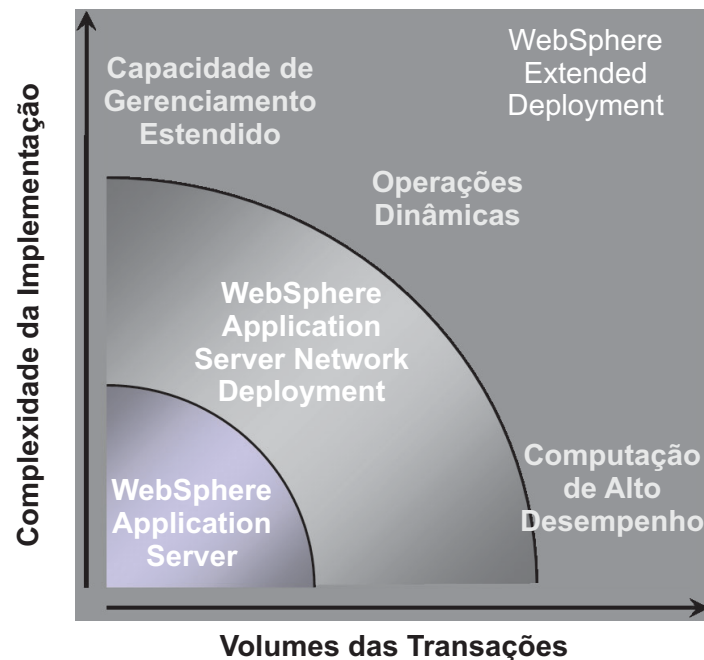 WebSphere
Extended
Deployment
Capacidade de
Gerenciamento
Estendido
Operações
Dinâmicas
WebSphere
Application
Server Network
Deployment
Computação
de Alto
Desempenho
WebSphere
Application
Server
Complexidade da Implementação
Volumes das Transações